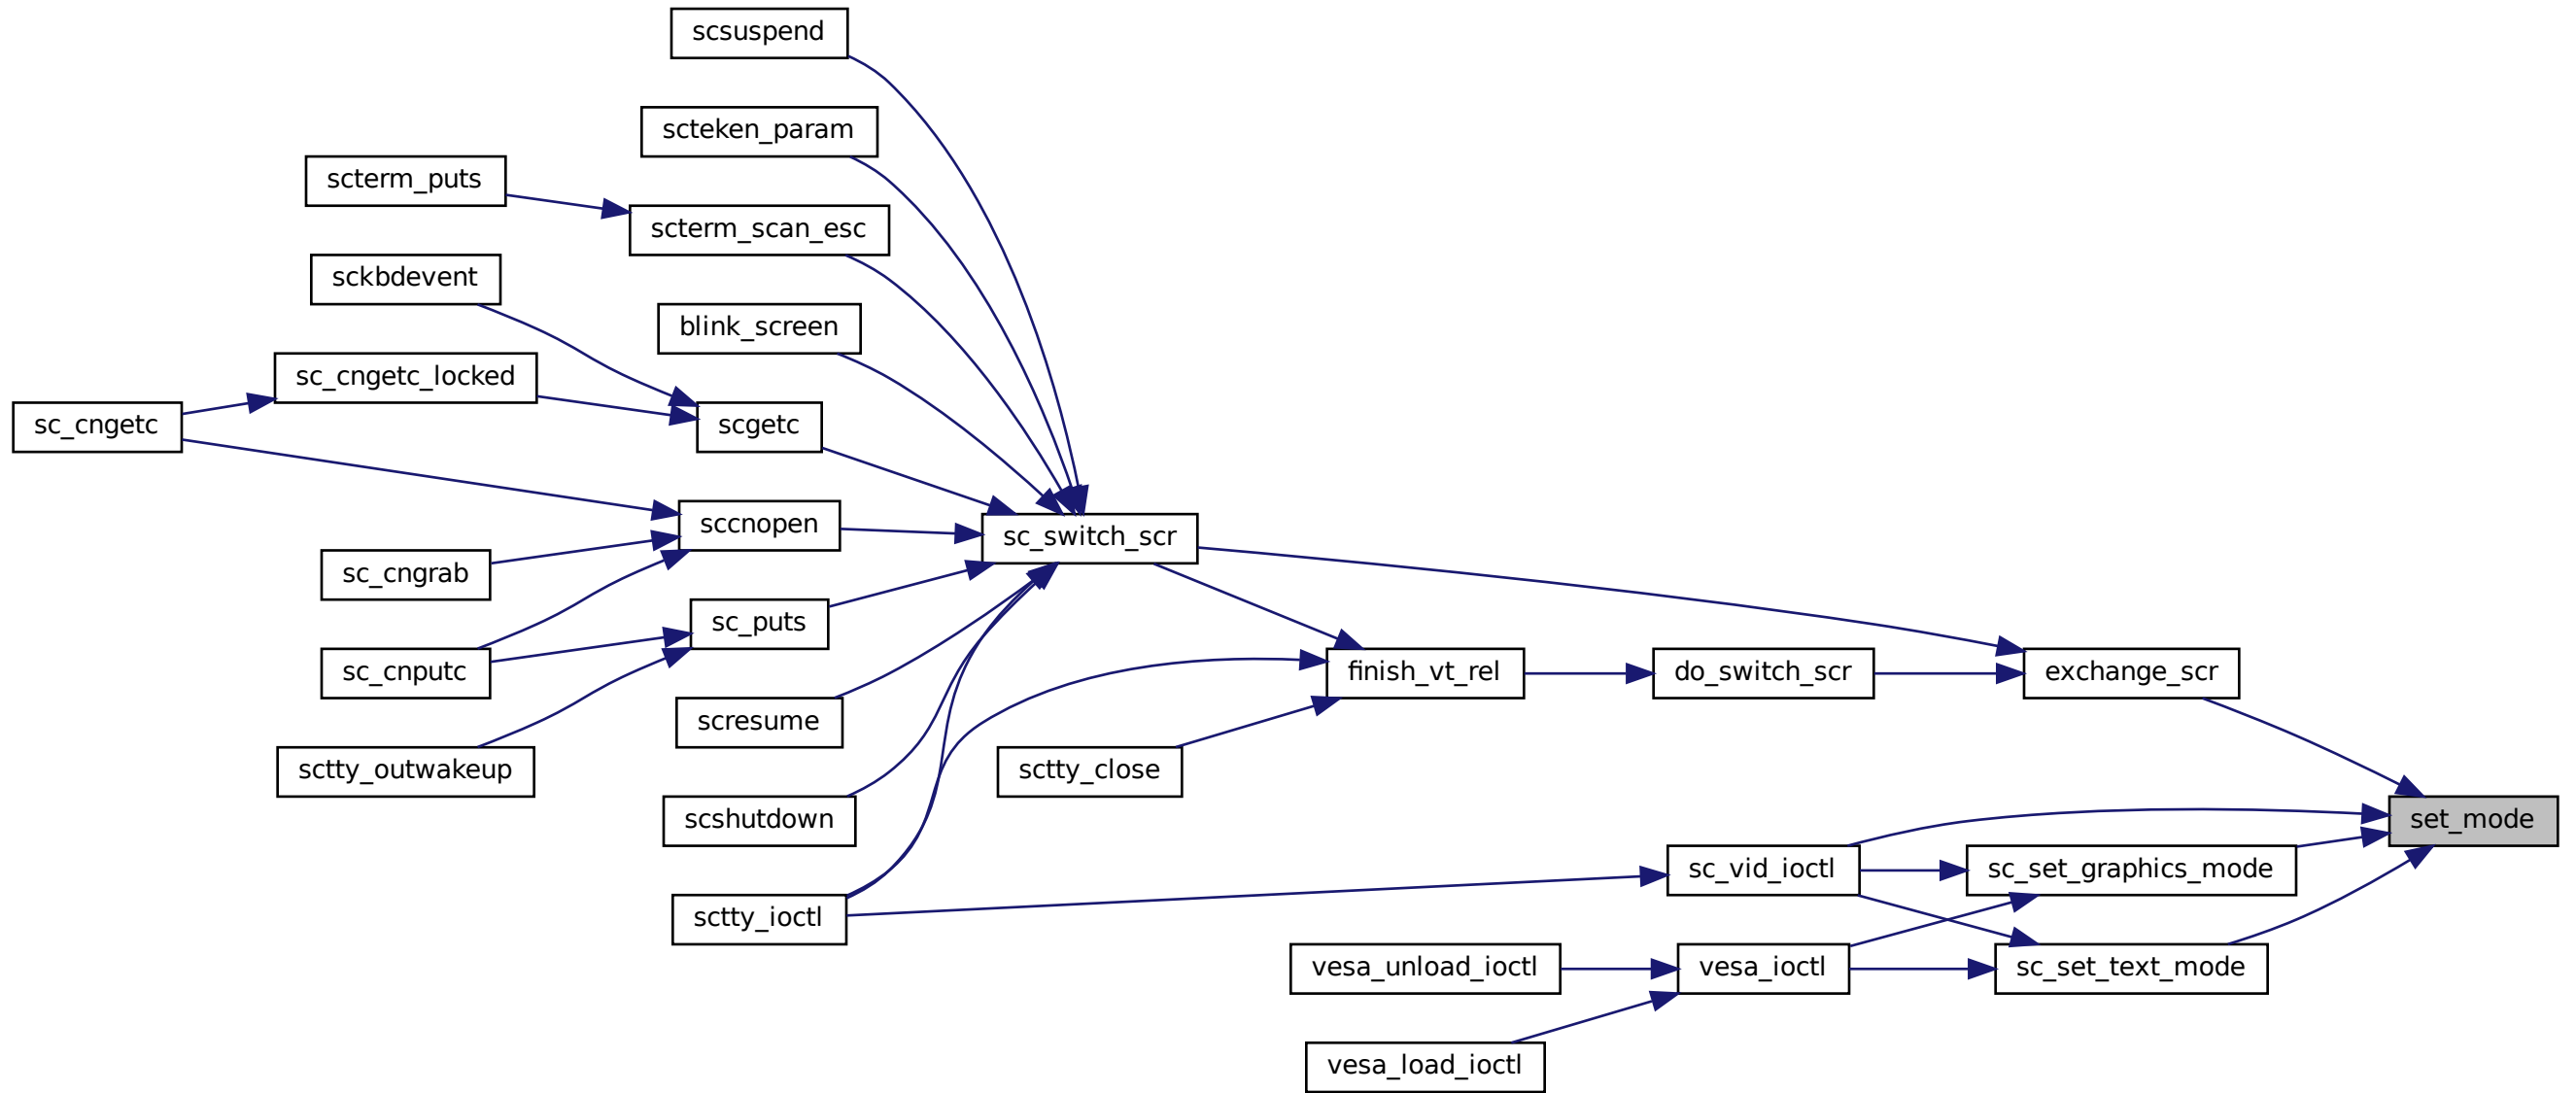 scsuspend
scteken_param
scterm_puts
scterm_scan_esc
sckbdevent
blink_screen
sc_cngetc_locked
sc_cngetc
scgetc
sccnopen
sc_switch_scr
sc_cngrab
sc_puts
sc_cnputc
finish_vt_rel
do_switch_scr
exchange_scr
scresume
sctty_outwakeup
sctty_close
scshutdown
set_mode
sc_vid_ioctl
sc_set_graphics_mode
sctty_ioctl
vesa_unload_ioctl
vesa_ioctl
sc_set_text_mode
vesa_load_ioctl